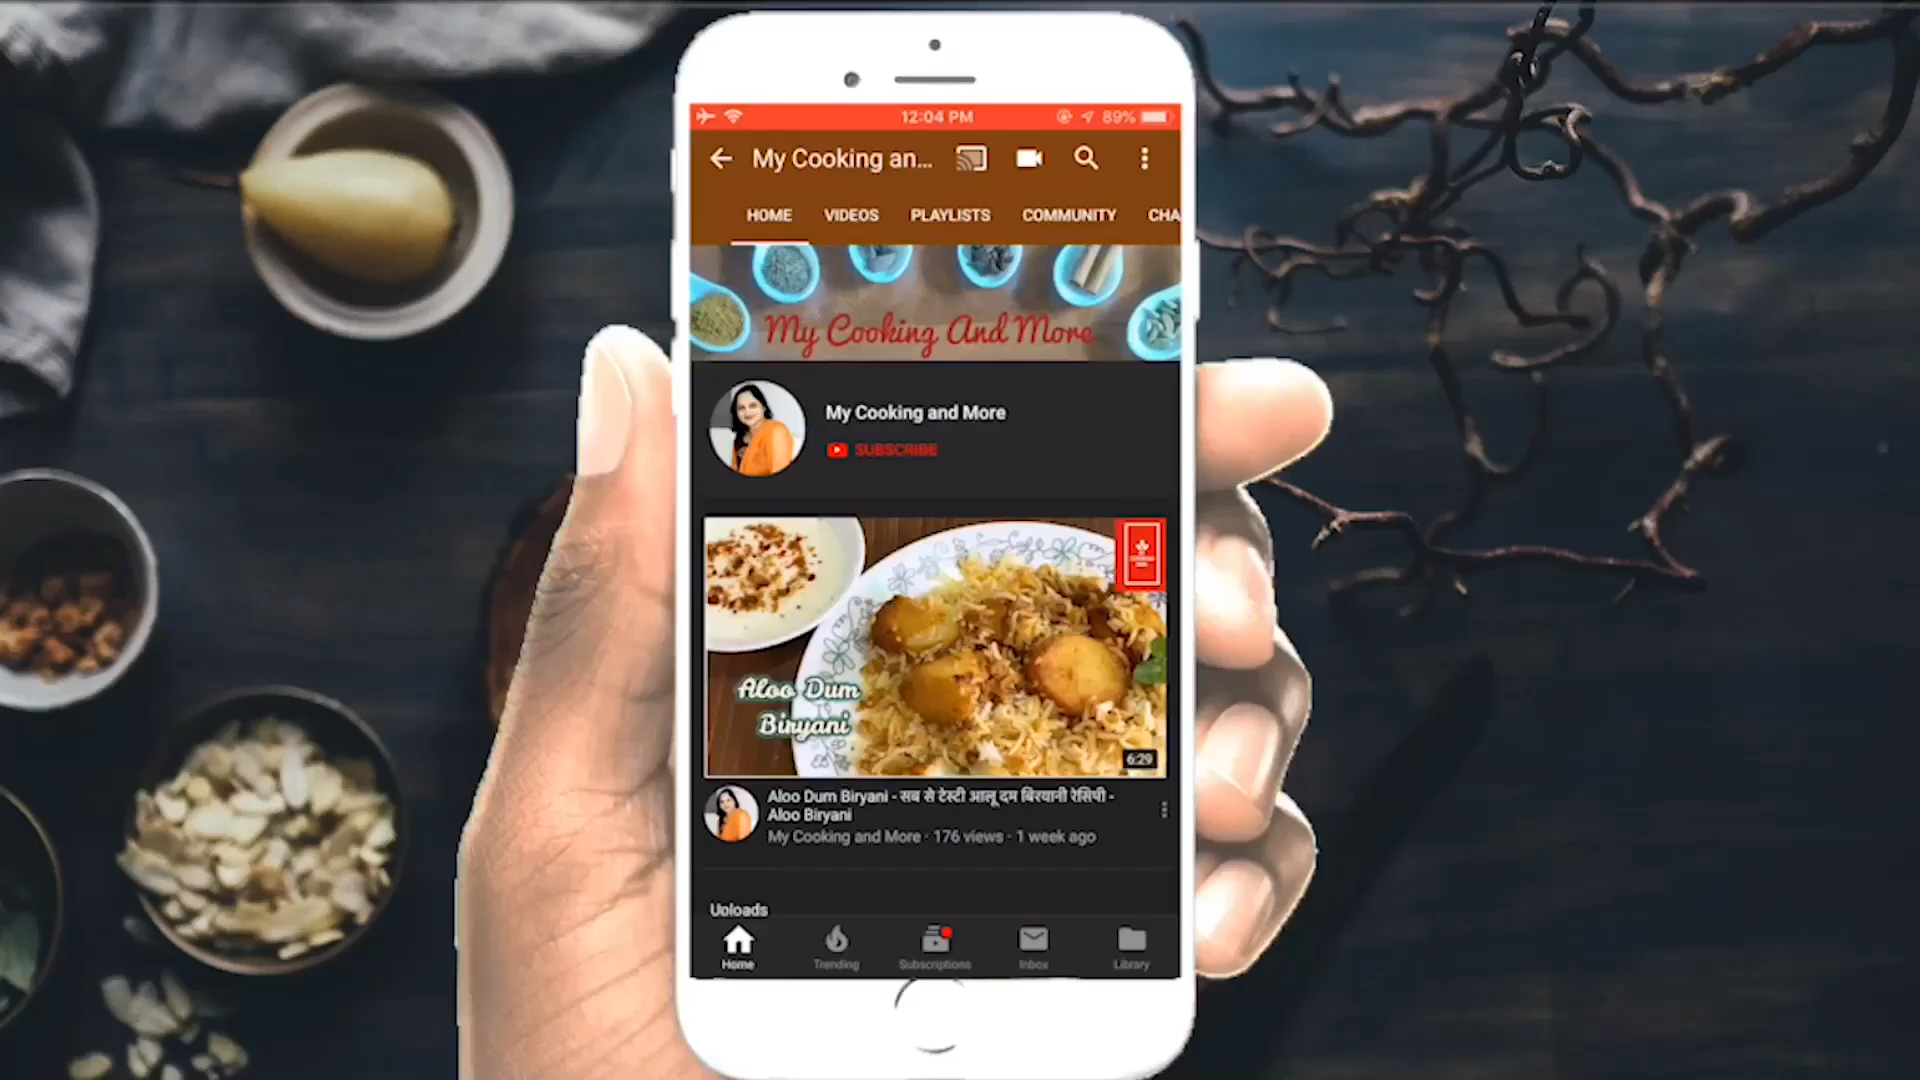 12:04 PM
89%
My Cooking an...
HOME VIDEOS PLAYLISTS COMMUNITY CHA
My Cooking And More
My Cooking and More
SUBSCRIBE
Aloo Dum
Biryani
6:29
Aloo Dum Biryani - सब से टेस्टी आलू दम बिरयानी रेसिपी -
Aloo Biryani
My Cooking and More · 176 views · 1 week ago
Uploads
Home Trending Subscriptions Inbox Library